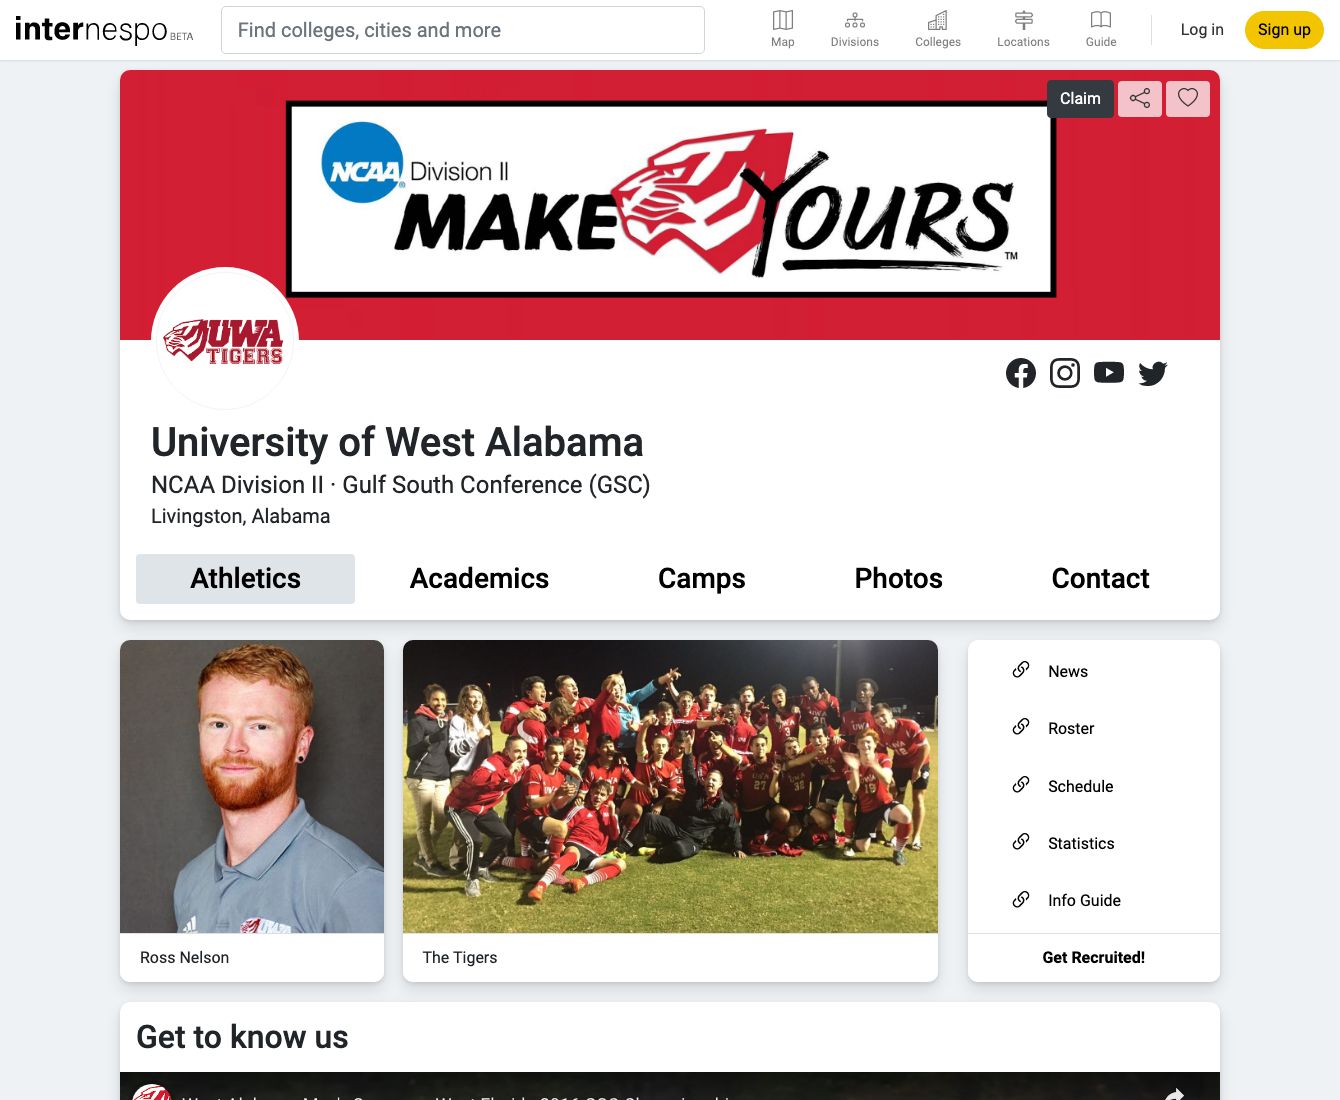 internespo BETA
Find colleges, cities and more
Map
Divisions
Colleges
Locations
Guide
Log in
Sign up
Claim
NCAA
Division II
MAKE YOURS
TM
UWA
TIGERS
University of West Alabama
NCAA Division II · Gulf South Conference (GSC)
Livingston, Alabama
Athletics
Academics
Camps
Photos
Contact
Ross Nelson
The Tigers
News
Roster
Schedule
Statistics
Info Guide
Get Recruited!
Get to know us